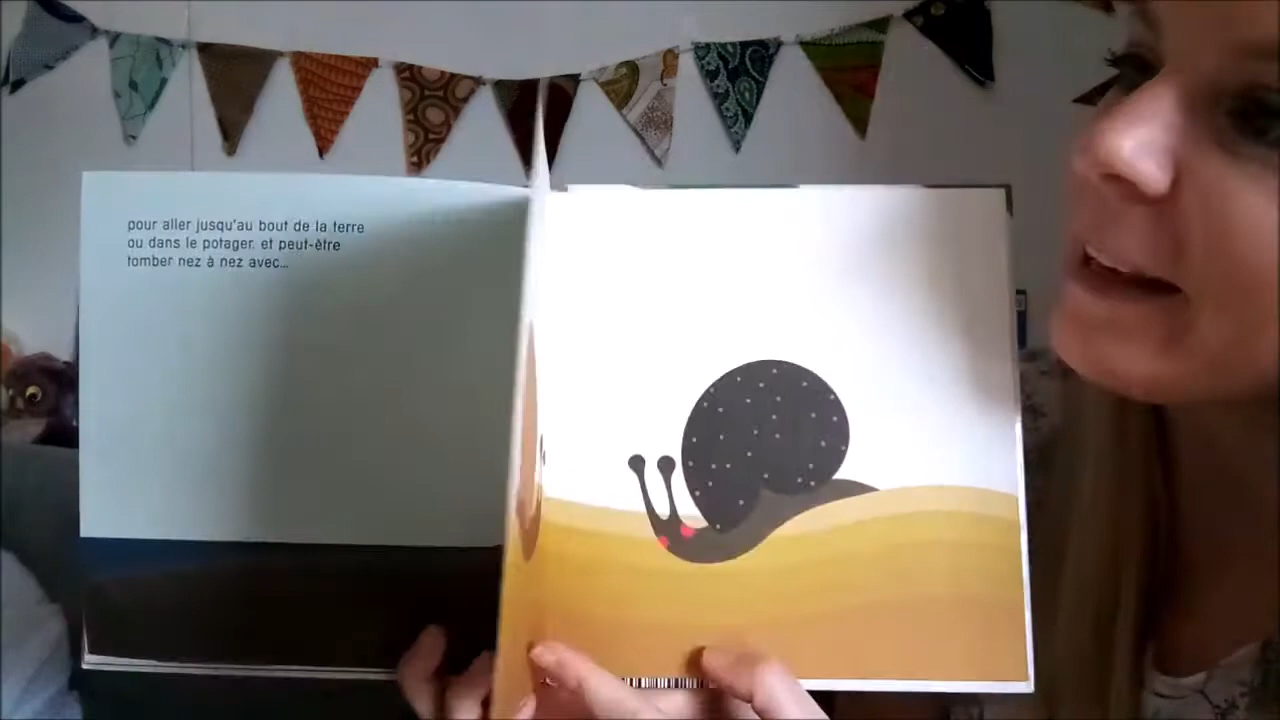 pour aller jusqu'au bout de la terre
ou dans le potager, et peut-être
tomber nez à nez avec...